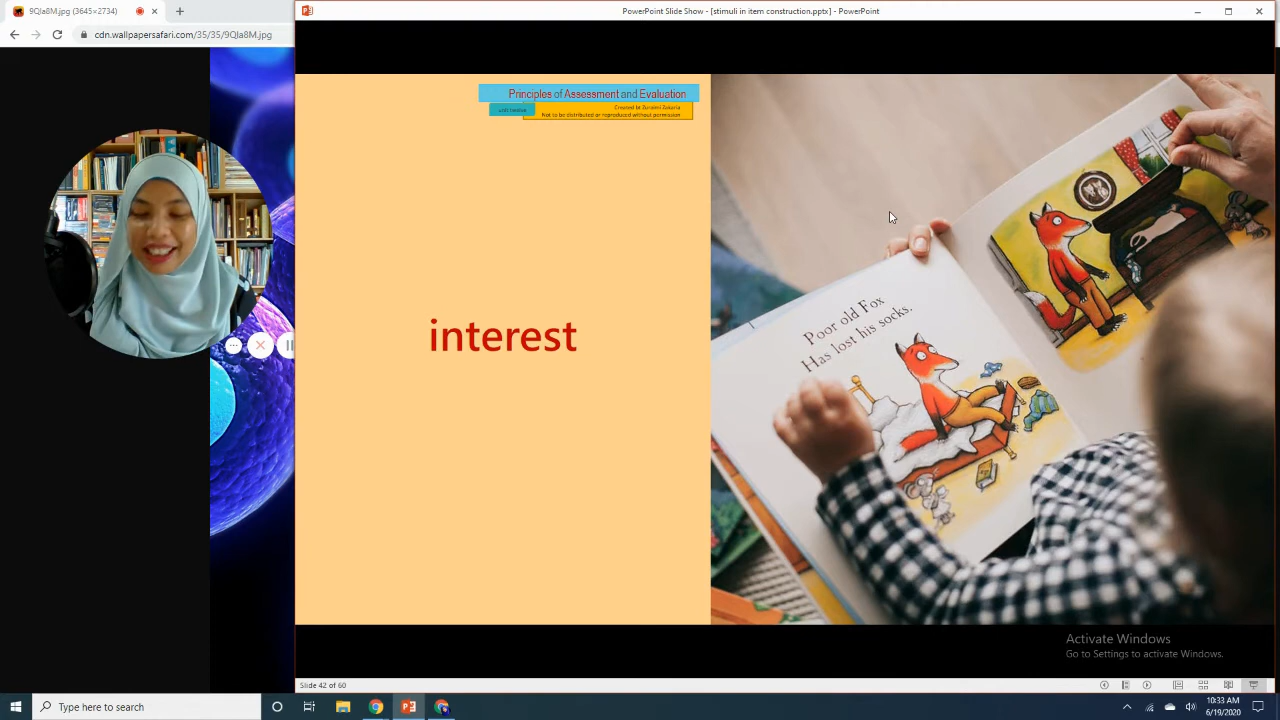 9QIa8M.jpg (3645×2734)
cdn.wallpapersafari.com/35/35/9QIa8M.jpg
PowerPoint Slide Show - [stimuli in item construction.pptx] - PowerPoint
Principles of Assessment and Evaluation
Not to be distributed or reproduced without permission
interest
Poor old Fox
Has lost his socks.
Activate Windows
Go to Settings to activate Windows.
Slide 42 of 60
Type here to search
10:33 AM
6/19/2020